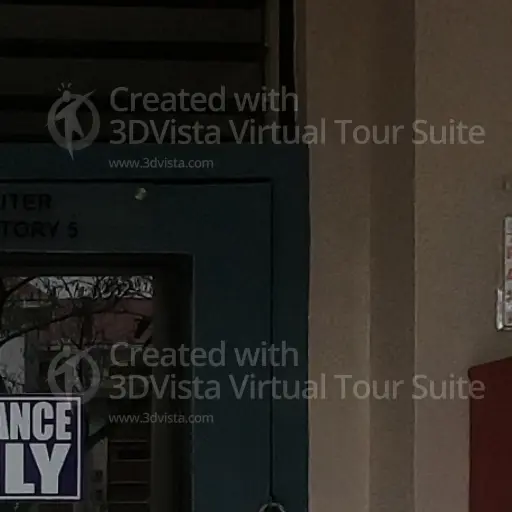 Created with
3DVista Virtual Tour Suite
www.3dvista.com
UTER
TORY 5
Created with
3DVista Virtual Tour Suite
www.3dvista.com
ANCE
LY